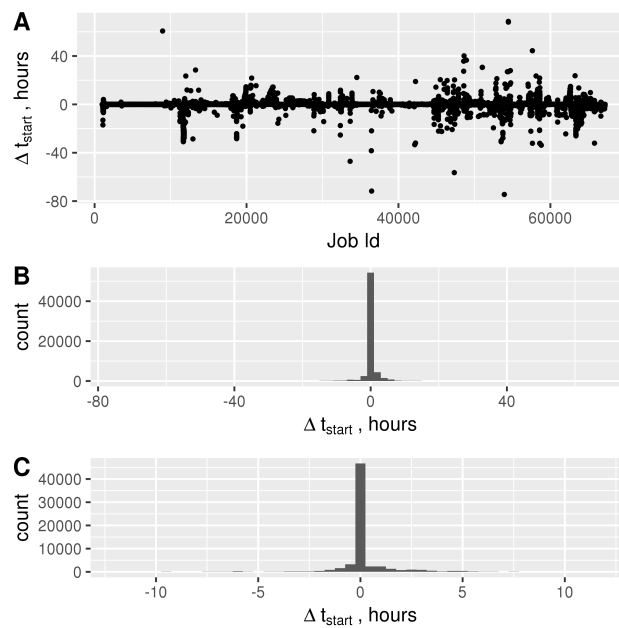 A
Δ tstart , hours
40
0
-40
-80
0 20000 40000 60000
Job Id
B
count
40000
20000
0
-80 -40 0 40
Δ tstart , hours
C
count
40000
30000
20000
10000
0
-10 -5 0 5 10
Δ tstart , hours